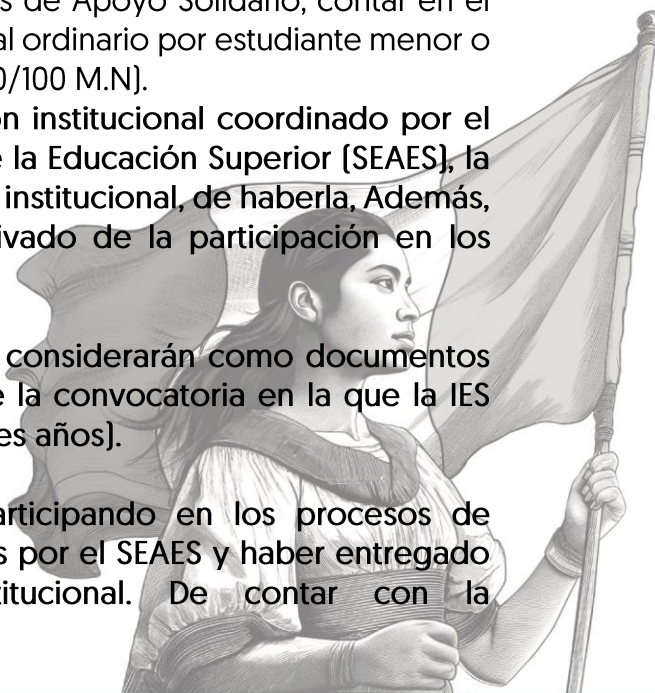 s de Apoyo Solidario, contar en el
al ordinario por estudiante menor o
0/100 M.N).
ón institucional coordinado por el
e la Educación Superior (SEAES), la
institucional, de haberla, Además,
ivado de la participación en los
considerarán como documentos
e la convocatoria en la que la IES
es años).
articipando en los procesos de
s por el SEAES y haber entregado
titucional. De contar con la